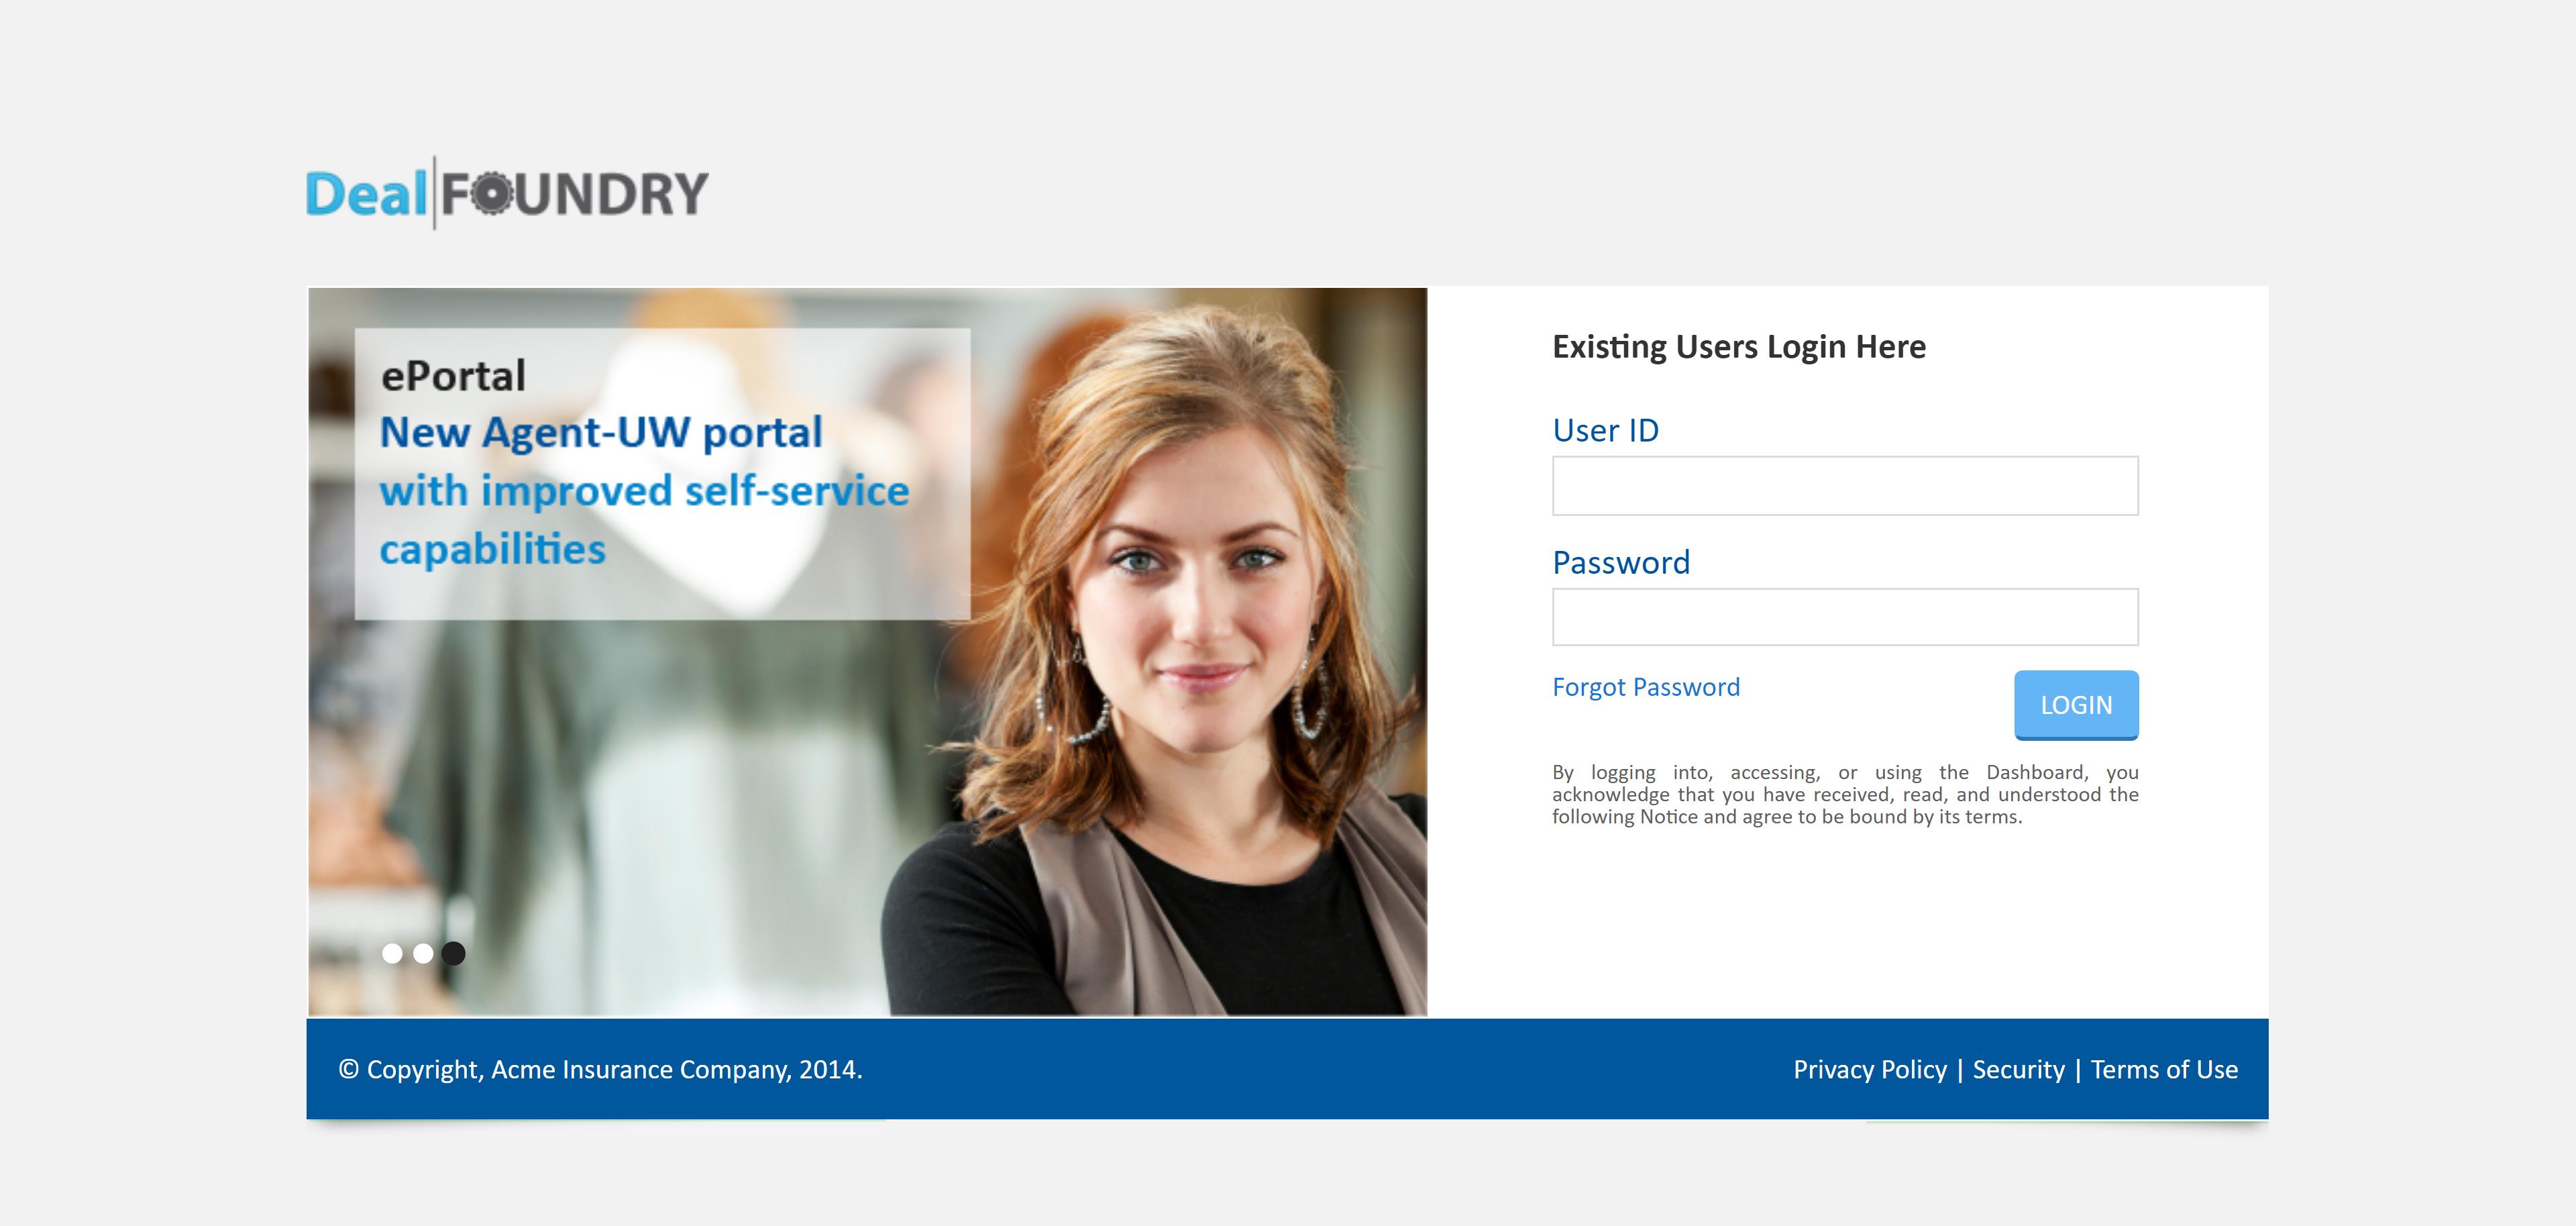 Deal|FOUNDRY
ePortal
New Agent-UW portal
with improved self-service
capabilities
Existing Users Login Here
User ID
Password
Forgot Password
LOGIN
By logging into, accessing, or using the Dashboard, you
acknowledge that you have received, read, and understood the
following Notice and agree to be bound by its terms.
© Copyright, Acme Insurance Company, 2014.
Privacy Policy | Security | Terms of Use